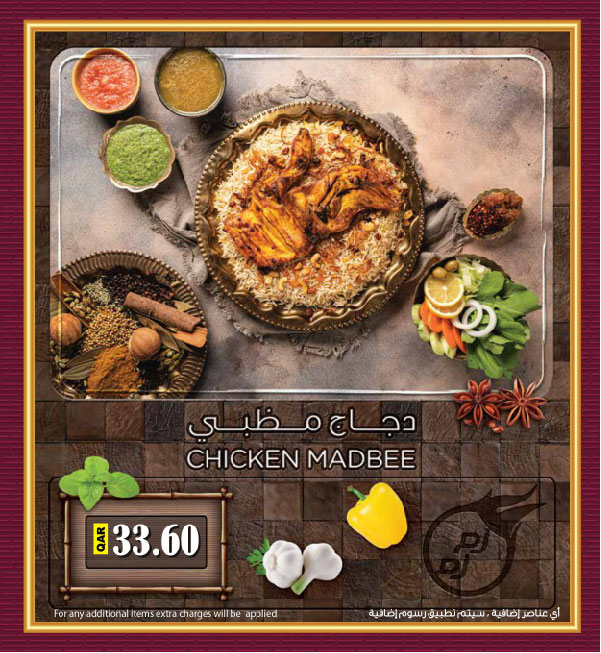 دجاج مظبي
CHICKEN MADBEE
QAR 33.60
For any additional items extra charges will be applied
أي عناصر إضافية ، سيتم تطبيق رسوم إضافية